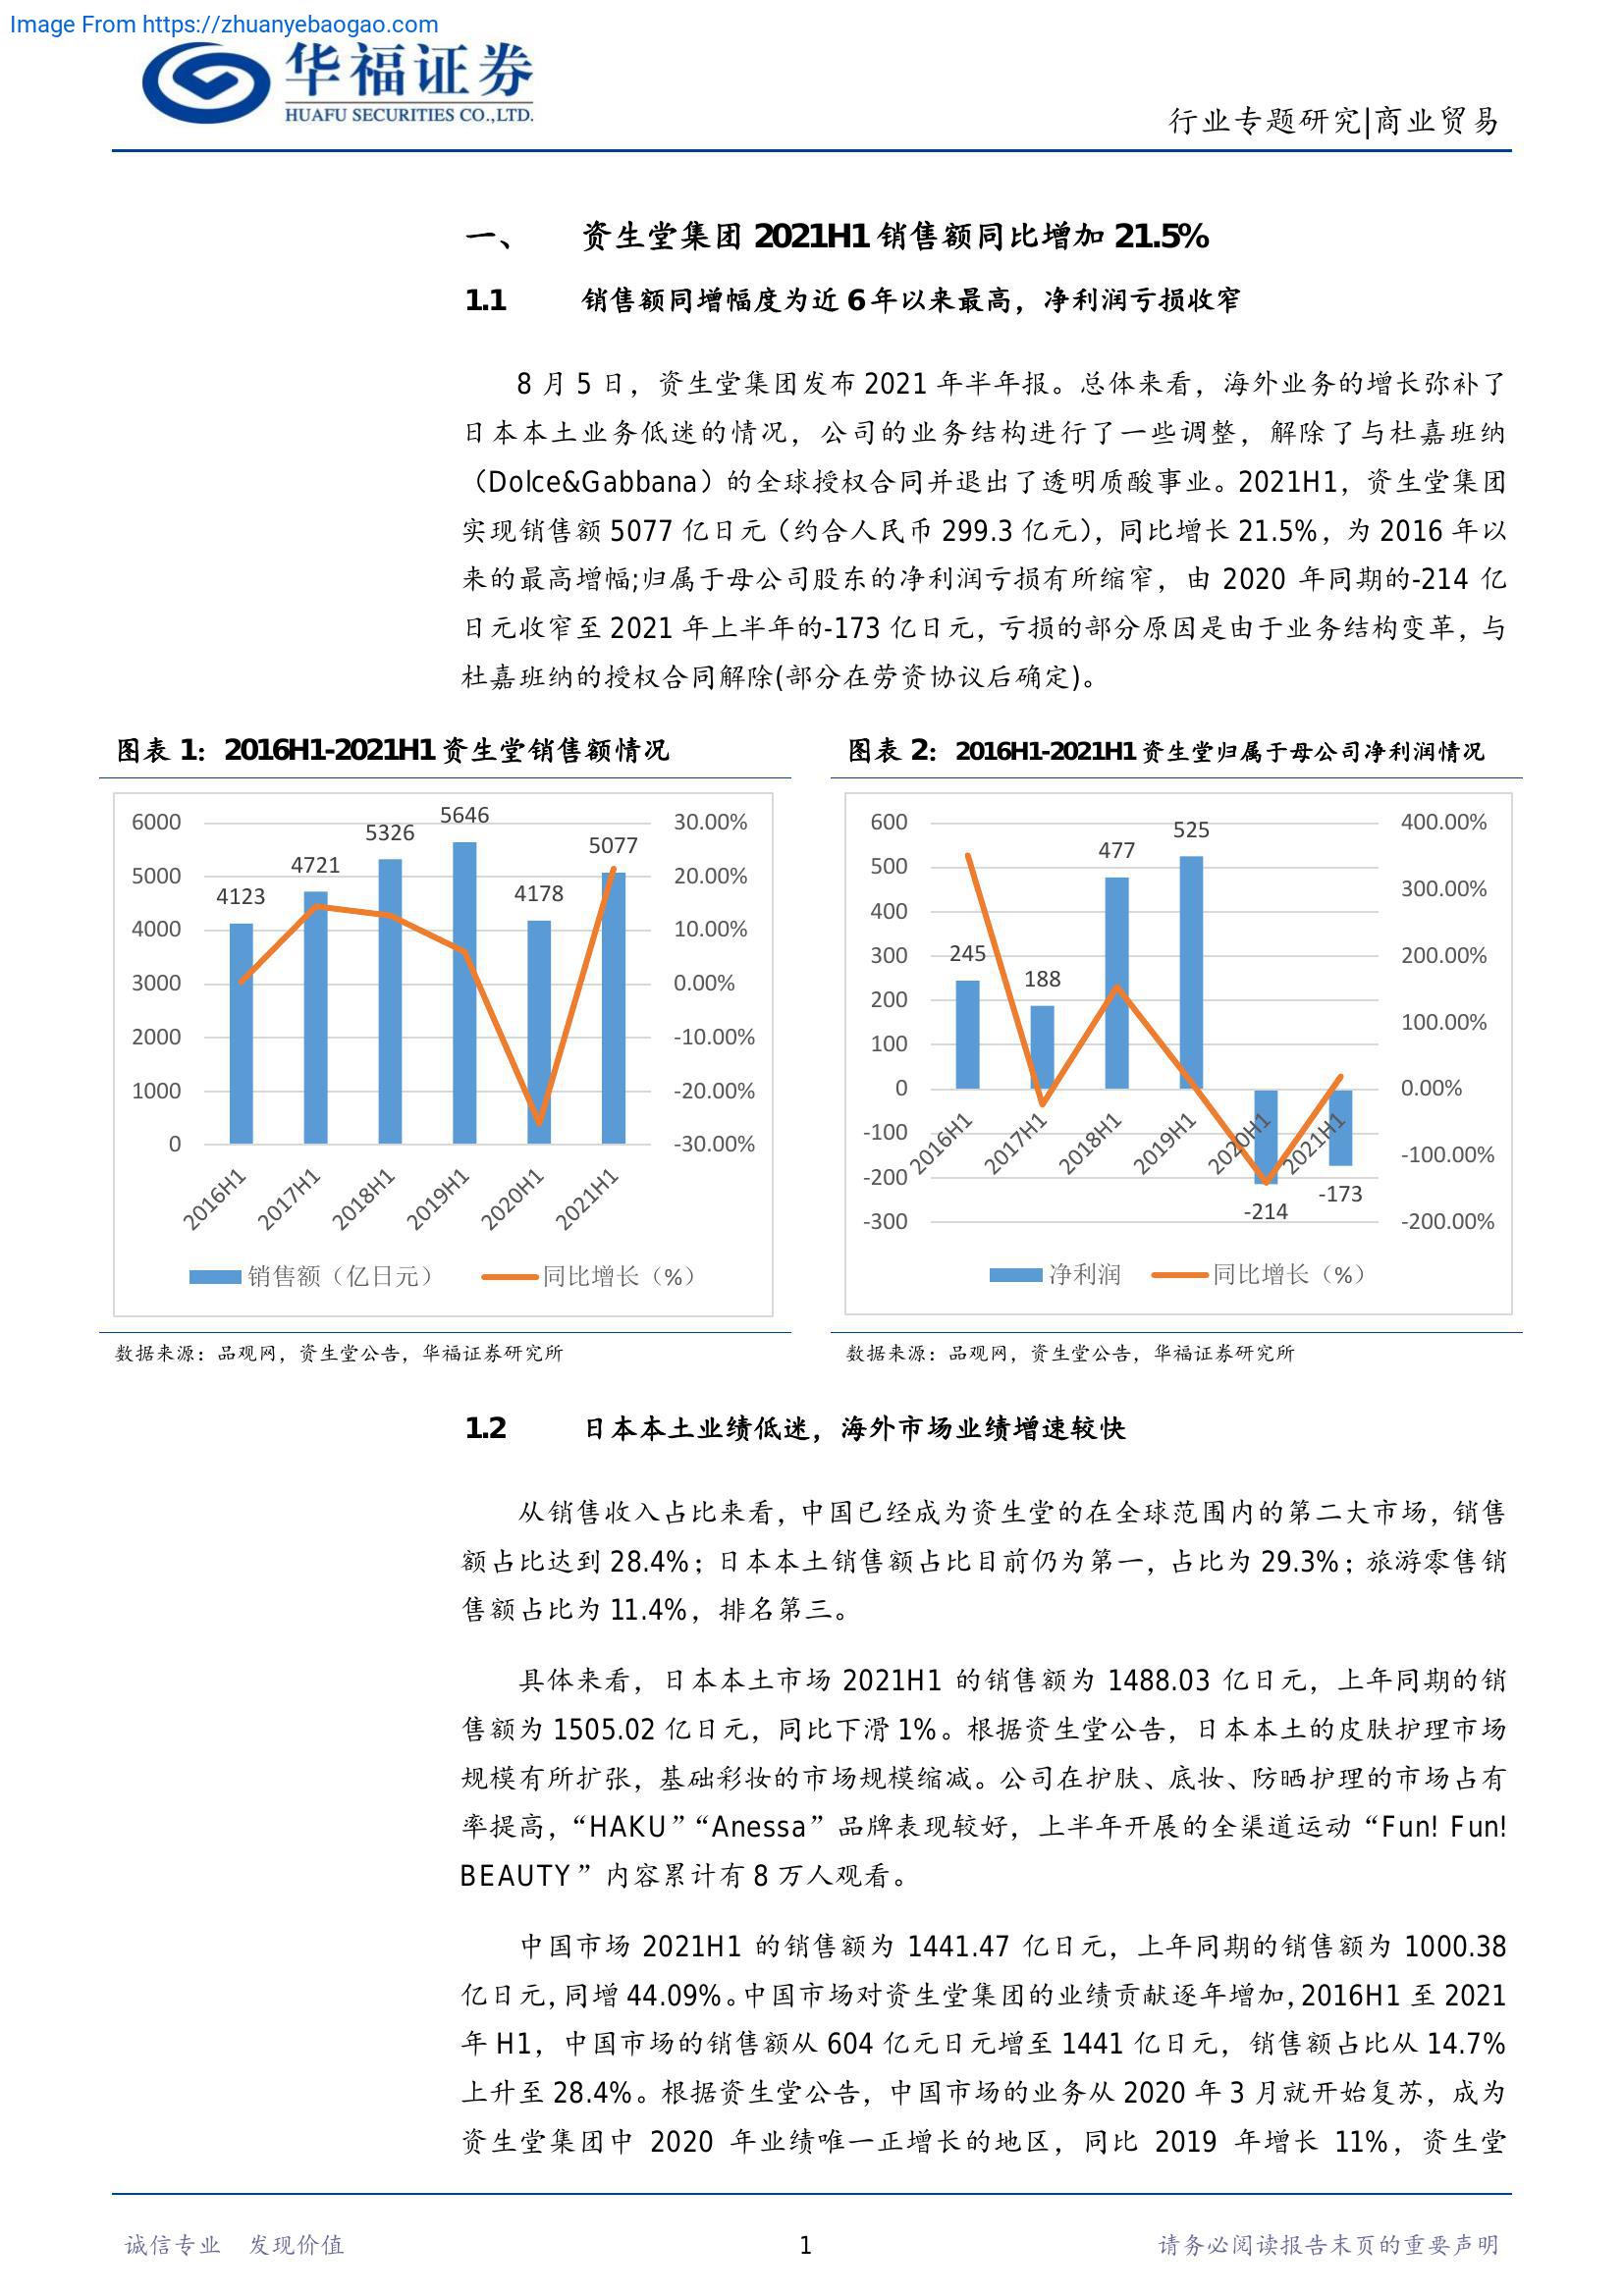 Image From https://zhuanyebaogao.com
华福证券
HUAFU SECURITIES CO.,LTD.
行业专题研究|商业贸易
一、 资生堂集团 2021H1 销售额同比增加 21.5%
1.1 销售额同增幅度为近 6 年以来最高，净利润亏损收窄
8 月 5 日，资生堂集团发布 2021 年半年报。总体来看，海外业务的增长弥补了
日本本土业务低迷的情况，公司的业务结构进行了一些调整，解除了与杜嘉班纳
（Dolce&Gabbana）的全球授权合同并退出了透明质酸事业。2021H1，资生堂集团
实现销售额 5077 亿日元（约合人民币 299.3 亿元），同比增长 21.5%，为 2016 年以
来的最高增幅;归属于母公司股东的净利润亏损有所缩窄，由 2020 年同期的-214 亿
日元收窄至 2021 年上半年的-173 亿日元，亏损的部分原因是由于业务结构变革，与
杜嘉班纳的授权合同解除(部分在劳资协议后确定)。
图表 1：2016H1-2021H1 资生堂销售额情况
6000
5000
4000
3000
2000
1000
0
4123
4721
5326
5646
4178
5077
30.00%
20.00%
10.00%
0.00%
-10.00%
-20.00%
-30.00%
2016H1
2017H1
2018H1
2019H1
2020H1
2021H1
销售额（亿日元）
同比增长（%）
数据来源：品观网，资生堂公告，华福证券研究所
图表 2：2016H1-2021H1 资生堂归属于母公司净利润情况
600
500
400
300
200
100
0
-100
-200
-300
245
188
477
525
-214
-173
400.00%
300.00%
200.00%
100.00%
0.00%
-100.00%
-200.00%
2016H1
2017H1
2018H1
2019H1
2020H1
2021H1
净利润
同比增长（%）
数据来源：品观网，资生堂公告，华福证券研究所
1.2 日本本土业绩低迷，海外市场业绩增速较快
从销售收入占比来看，中国已经成为资生堂的在全球范围内的第二大市场，销售
额占比达到 28.4%；日本本土销售额占比目前仍为第一，占比为 29.3%；旅游零售销
售额占比为 11.4%，排名第三。
具体来看，日本本土市场 2021H1 的销售额为 1488.03 亿日元，上年同期的销
售额为 1505.02 亿日元，同比下滑 1%。根据资生堂公告，日本本土的皮肤护理市场
规模有所扩张，基础彩妆的市场规模缩减。公司在护肤、底妆、防晒护理的市场占有
率提高，“HAKU”“Anessa”品牌表现较好，上半年开展的全渠道运动“Fun! Fun!
BEAUTY”内容累计有 8 万人观看。
中国市场 2021H1 的销售额为 1441.47 亿日元，上年同期的销售额为 1000.38
亿日元，同增 44.09%。中国市场对资生堂集团的业绩贡献逐年增加，2016H1 至 2021
年 H1，中国市场的销售额从 604 亿元日元增至 1441 亿日元，销售额占比从 14.7%
上升至 28.4%。根据资生堂公告，中国市场的业务从 2020 年 3 月就开始复苏，成为
资生堂集团中 2020 年业绩唯一正增长的地区，同比 2019 年增长 11%，资生堂
诚信专业 发现价值
1
请务必阅读报告末页的重要声明